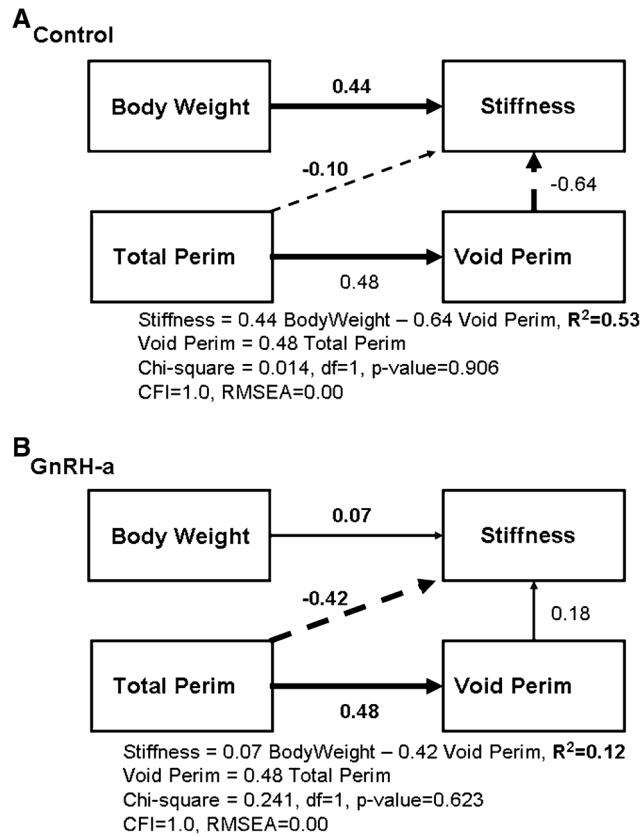 A
Control
Body Weight
0.44
Stiffness
-0.10
-0.64
Total Perim
0.48
Void Perim
Stiffness = 0.44 BodyWeight – 0.64 Void Perim, R²=0.53
Void Perim = 0.48 Total Perim
Chi-square = 0.014, df=1, p-value=0.906
CFI=1.0, RMSEA=0.00
B
GnRH-a
Body Weight
0.07
Stiffness
-0.42
0.18
Total Perim
0.48
Void Perim
Stiffness = 0.07 BodyWeight – 0.42 Void Perim, R²=0.12
Void Perim = 0.48 Total Perim
Chi-square = 0.241, df=1, p-value=0.623
CFI=1.0, RMSEA=0.00